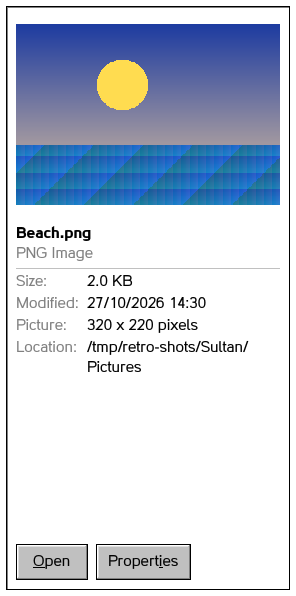 Beach.png
PNG Image
Size: 2.0 KB
Modified: 27/10/2026 14:30
Picture: 320 x 220 pixels
Location: /tmp/retro-shots/Sultan/
Pictures
Open Properties